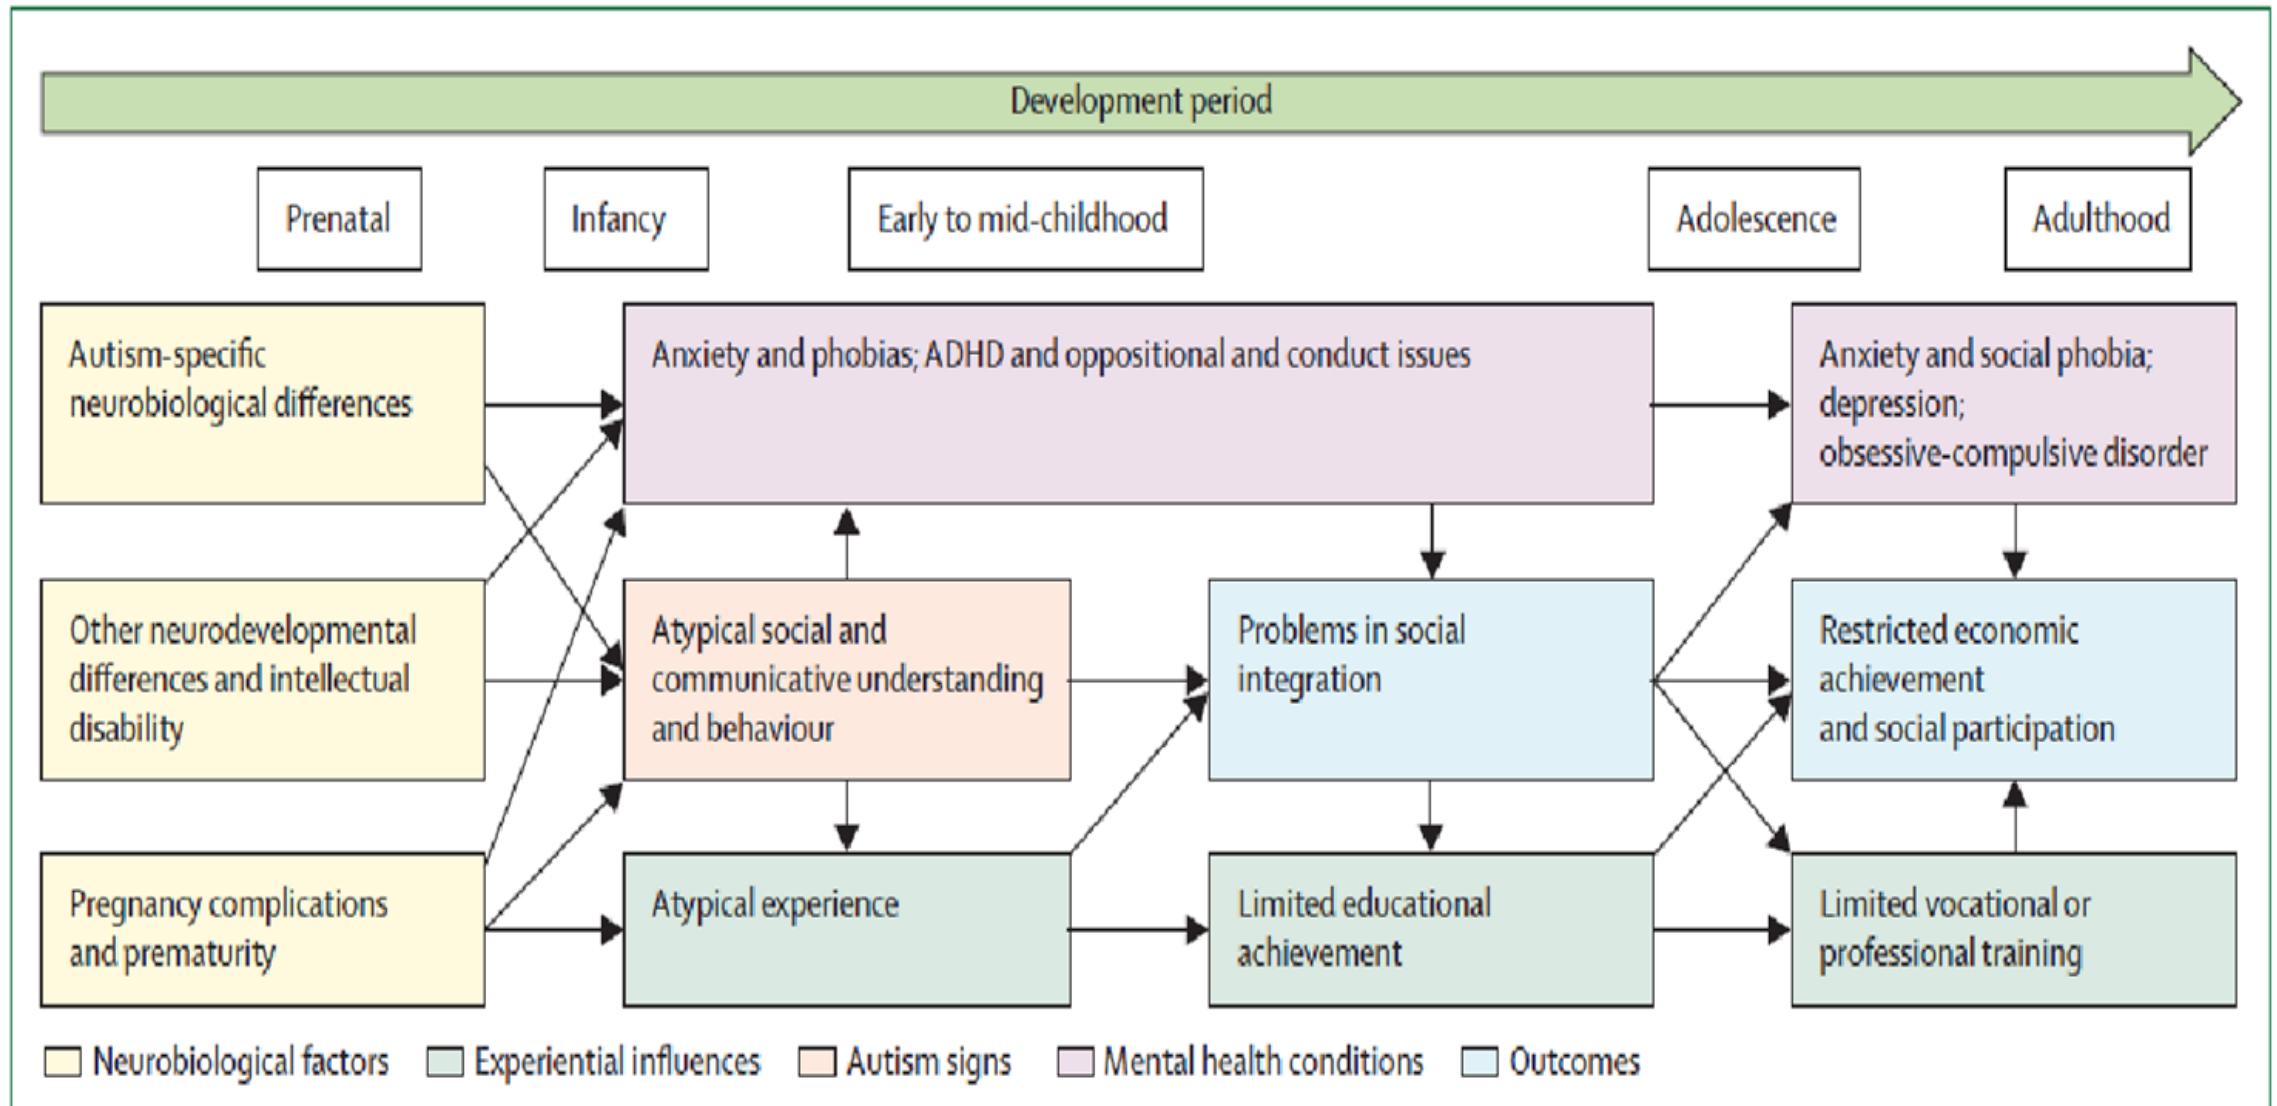 Development period
Prenatal
Infancy
Early to mid-childhood
Adolescence
Adulthood
Autism-specific
neurobiological differences
Anxiety and phobias; ADHD and oppositional and conduct issues
Anxiety and social phobia;
depression;
obsessive-compulsive disorder
Other neurodevelopmental
differences and intellectual
disability
Atypical social and
communicative understanding
and behaviour
Problems in social
integration
Restricted economic
achievement
and social participation
Pregnancy complications
and prematurity
Atypical experience
Limited educational
achievement
Limited vocational or
professional training
Neurobiological factors
Experiential influences
Autism signs
Mental health conditions
Outcomes